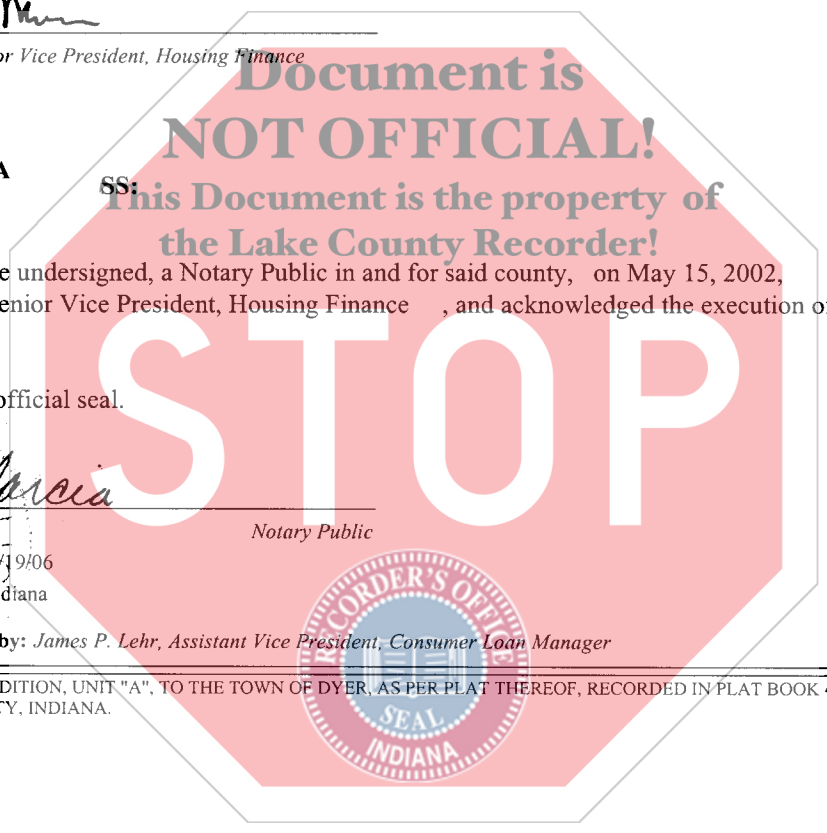 or Vice President, Housing Finance
Document is
NOT OFFICIAL!
A
SS:
This Document is the property of
the Lake County Recorder!
e undersigned, a Notary Public in and for said county, on May 15, 2002,
enior Vice President, Housing Finance , and acknowledged the execution of
STOP
official seal.
Garcia
Notary Public
/19/06
diana
RECORDER'S OFFICE
by: James P. Lehr, Assistant Vice President, Consumer Loan Manager
DITION, UNIT "A", TO THE TOWN OF DYER, AS PER PLAT THEREOF, RECORDED IN PLAT BOOK 4
TY, INDIANA.
SEAL
INDIANA